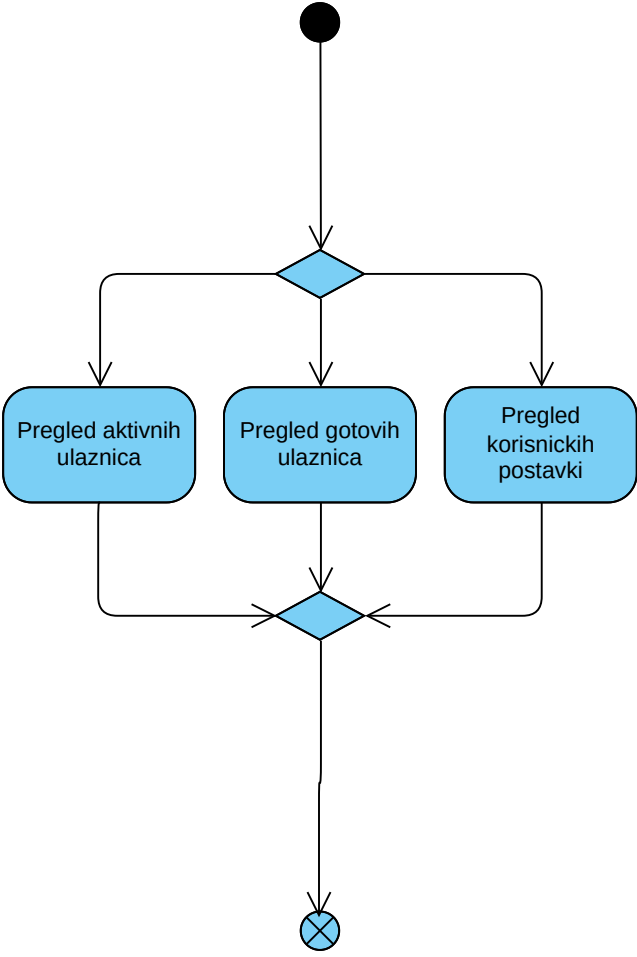 Pregled aktivnih
ulaznica
Pregled gotovih
ulaznica
Pregled
korisnickih
postavki